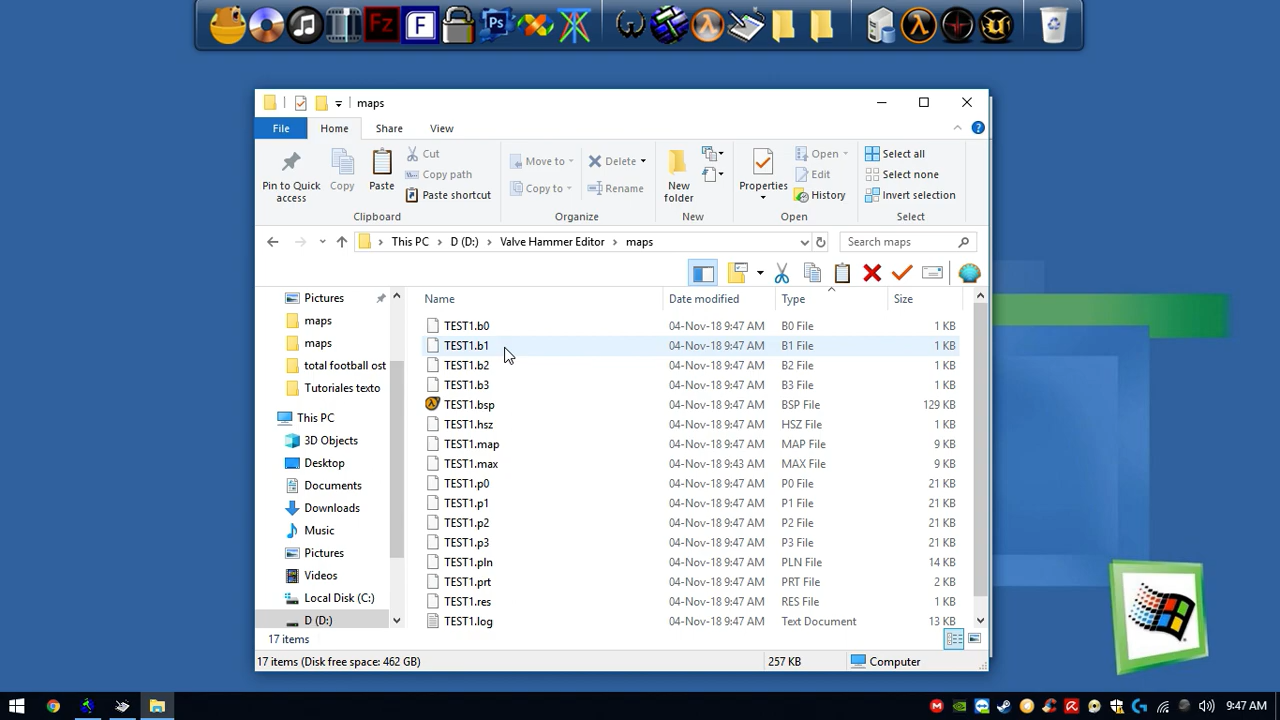 Fz
F
Ps
maps
File
Home
Share
View
Pin to Quick access
Copy
Paste
Cut
Copy path
Paste shortcut
Clipboard
Move to
Copy to
Delete
Rename
Organize
New folder
New
Properties
Open
Edit
History
Open
Select all
Select none
Invert selection
Select
This PC > D (D:) > Valve Hammer Editor > maps
Search maps
Name Date modified Type Size
Pictures
maps
maps
total football ost
Tutoriales texto
This PC
3D Objects
Desktop
Documents
Downloads
Music
Pictures
Videos
Local Disk (C:)
D (D:)
TEST1.b0 04-Nov-18 9:47 AM B0 File 1 KB
TEST1.b1 04-Nov-18 9:47 AM B1 File 1 KB
TEST1.b2 04-Nov-18 9:47 AM B2 File 1 KB
TEST1.b3 04-Nov-18 9:47 AM B3 File 1 KB
TEST1.bsp 04-Nov-18 9:47 AM BSP File 129 KB
TEST1.hsz 04-Nov-18 9:47 AM HSZ File 1 KB
TEST1.map 04-Nov-18 9:47 AM MAP File 9 KB
TEST1.max 04-Nov-18 9:43 AM MAX File 9 KB
TEST1.p0 04-Nov-18 9:47 AM P0 File 21 KB
TEST1.p1 04-Nov-18 9:47 AM P1 File 21 KB
TEST1.p2 04-Nov-18 9:47 AM P2 File 21 KB
TEST1.p3 04-Nov-18 9:47 AM P3 File 21 KB
TEST1.pln 04-Nov-18 9:47 AM PLN File 14 KB
TEST1.prt 04-Nov-18 9:47 AM PRT File 2 KB
TEST1.res 04-Nov-18 9:47 AM RES File 1 KB
TEST1.log 04-Nov-18 9:47 AM Text Document 13 KB
17 items
17 items (Disk free space: 462 GB) 257 KB Computer
9:47 AM